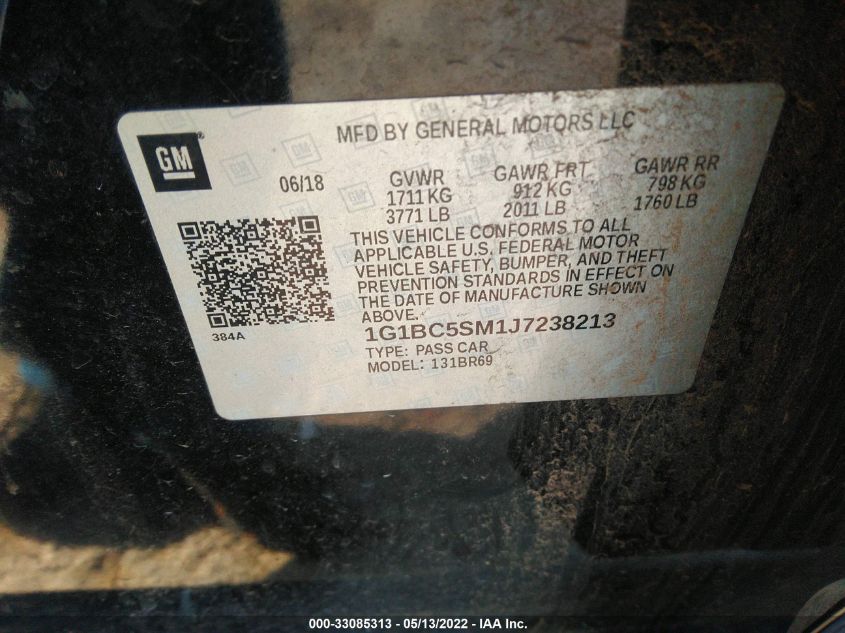 MFD BY GENERAL MOTORS LLC
GM®
06/18 GVWR GAWR FRT GAWR RR
1711 KG 912 KG 798 KG
3771 LB 2011 LB 1760 LB
THIS VEHICLE CONFORMS TO ALL
APPLICABLE U.S. FEDERAL MOTOR
VEHICLE SAFETY, BUMPER, AND THEFT
PREVENTION STANDARDS IN EFFECT ON
THE DATE OF MANUFACTURE SHOWN
ABOVE.
384A
1G1BC5SM1J7238213
TYPE: PASS CAR
MODEL: 131BR69
000-33085313 - 05/13/2022 - IAA Inc.